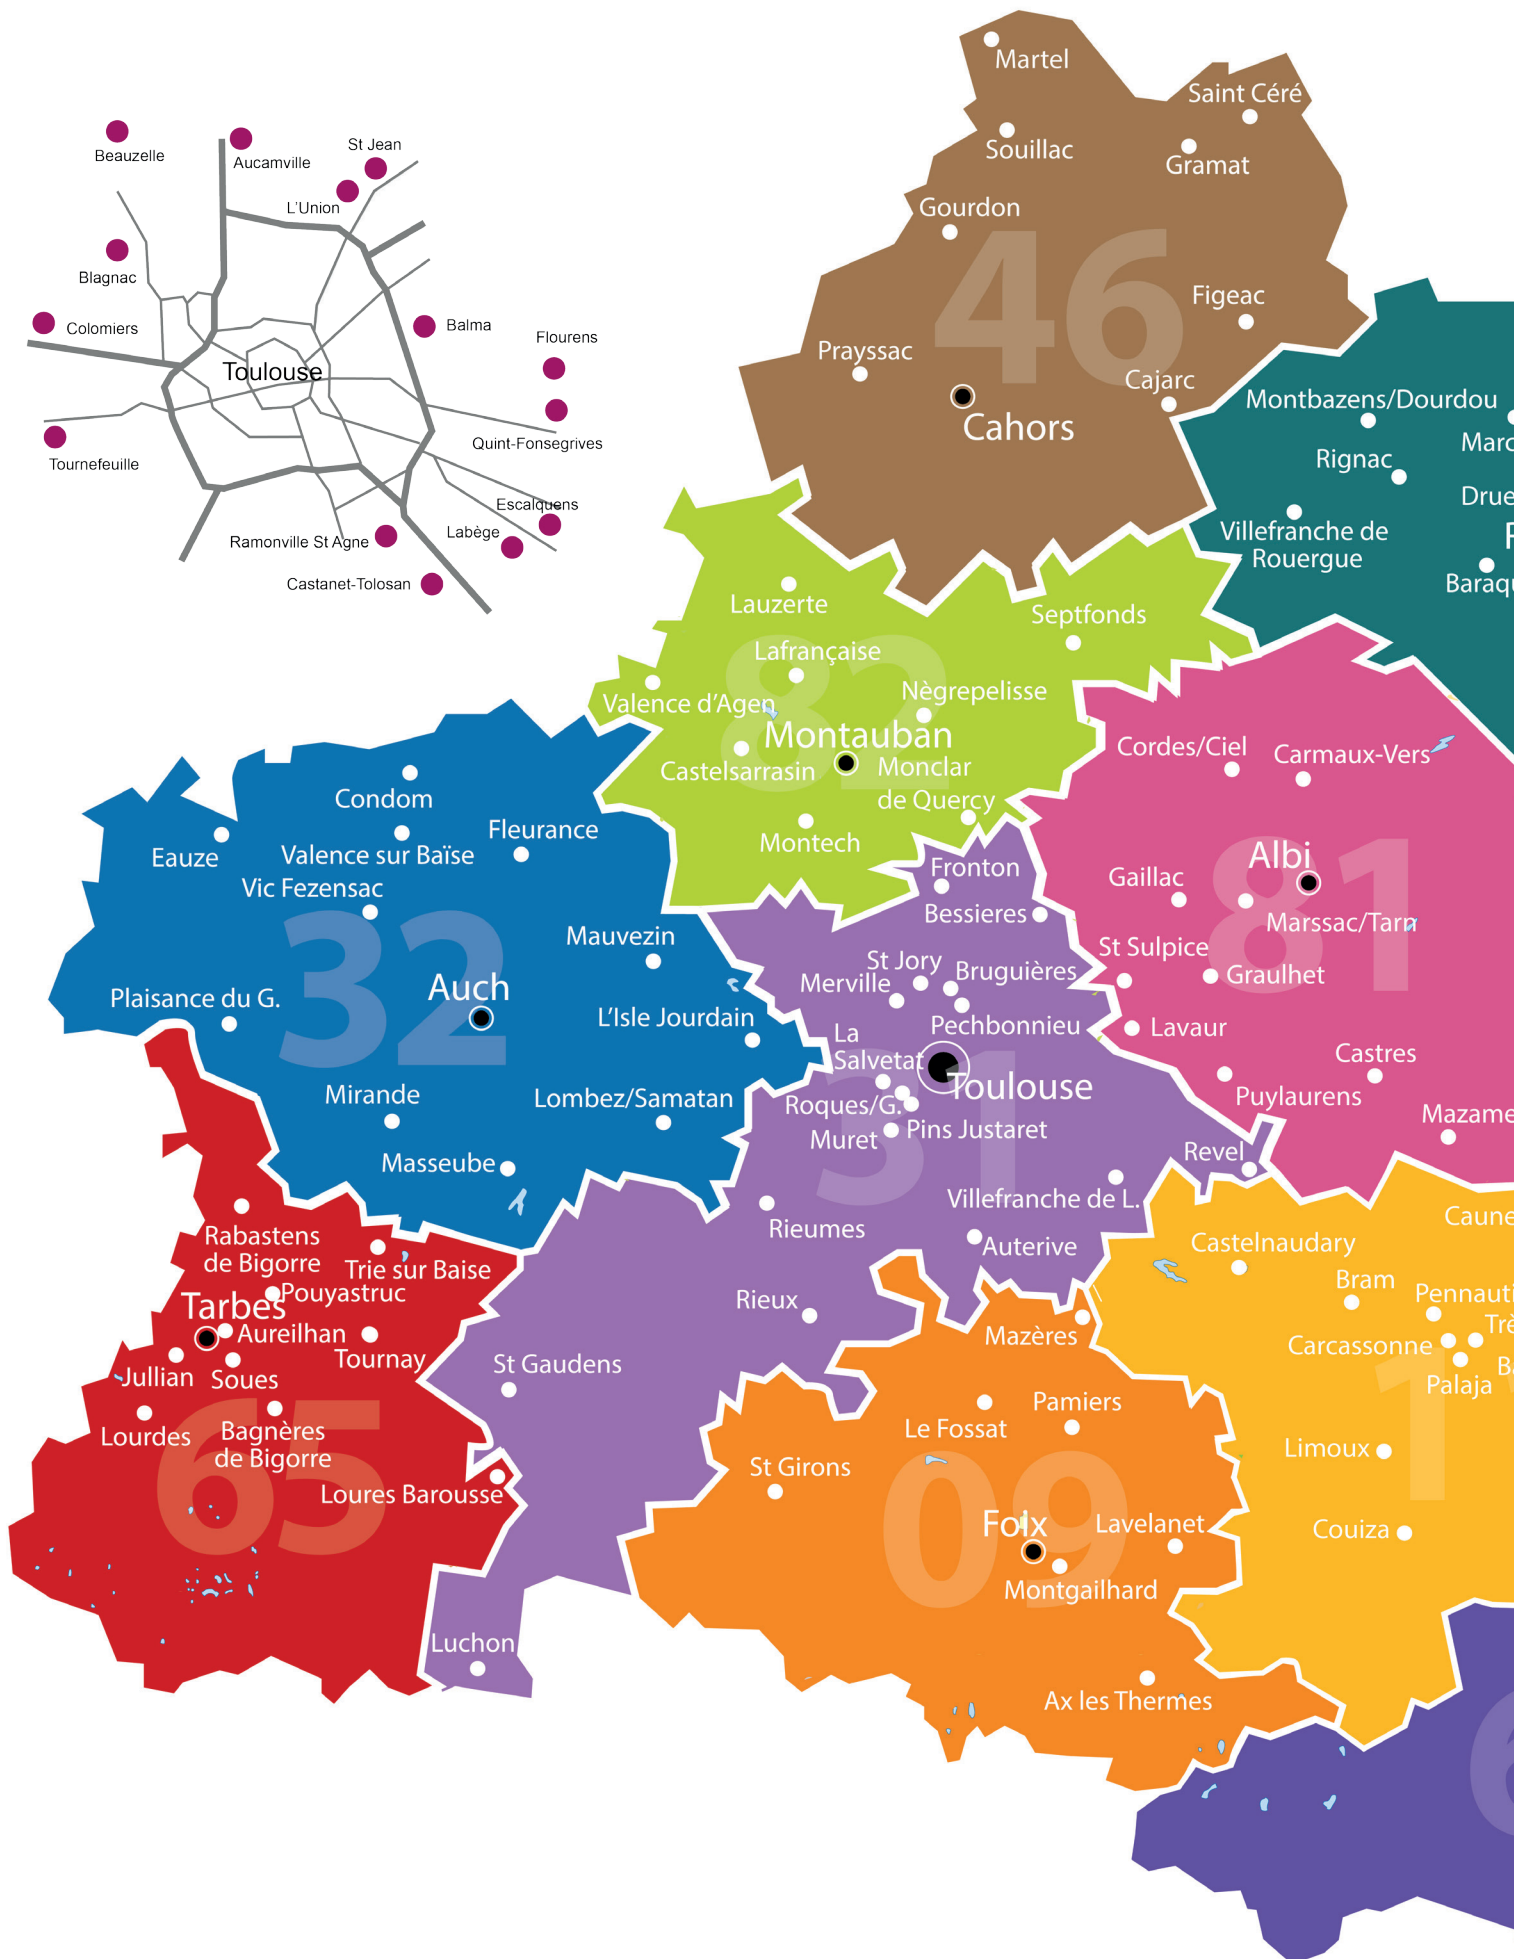 Beauzelle
Aucamville
St Jean
L'Union
Blagnac
Colomiers
Balma
Flourens
Toulouse
Quint-Fonsegrives
Tournefeuille
Escalquens
Labège
Ramonville St Agne
Castanet-Tolosan
Martel
Saint Céré
Souillac
Gramat
Gourdon
46
Figeac
Prayssac
Cajarc
Cahors
Montbazens/Dourdou
Rignac
Villefranche de
Rouergue
Lauzerte
Septfonds
Lafrançaise
82
Valence d'Agen
Nègrepelisse
Montauban
Castelsarrasin
Monclar
de Quercy
Montech
Condom
Eauze
Valence sur Baïse
Fleurance
Vic Fezensac
32
Mauvezin
Auch
Plaisance du G.
L'Isle Jourdain
Mirande
Lombez/Samatan
Masseube
Cordes/Ciel
Carmaux-Vers
Albi
81
Gaillac
Marssac/Tarn
St Sulpice
Graulhet
Lavaur
Castres
Puylaurens
Mazame
Fronton
Bessieres
St Jory
Bruguières
Merville
Pechbonnieu
La
Salvetat
31
Toulouse
Roques/G.
Muret
Pins Justaret
Revel
Villefranche de L.
Rieumes
Auterive
Rieux
St Gaudens
Luchon
Rabastens
de Bigorre
Trie sur Baise
Pouyastruc
Tarbes
Aureilhan
Tournay
Jullian
Soues
65
Lourdes
Bagnères
de Bigorre
Loures Barousse
Mazères
Le Fossat
Pamiers
St Girons
09
Foix
Lavelanet
Montgailhard
Ax les Thermes
Caune
Castelnaudary
Bram
Pennauti
Trè
Carcassonne
Palaja
Limoux
Couiza
Marc
Drue
Baraqu